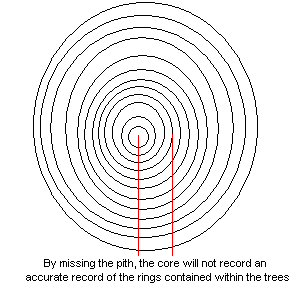 By missing the pith, the core will not record an
accurate record of the rings contained within the trees